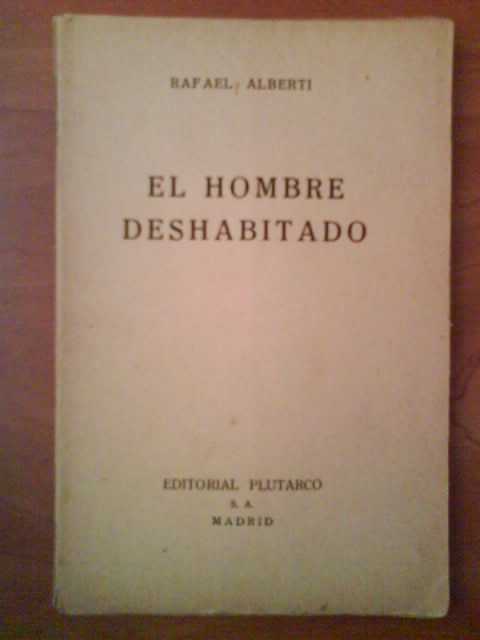 RAFAEL ALBERTI
EL HOMBRE
DESHABITADO
EDITORIAL PLUTARCO
S. A.
MADRID